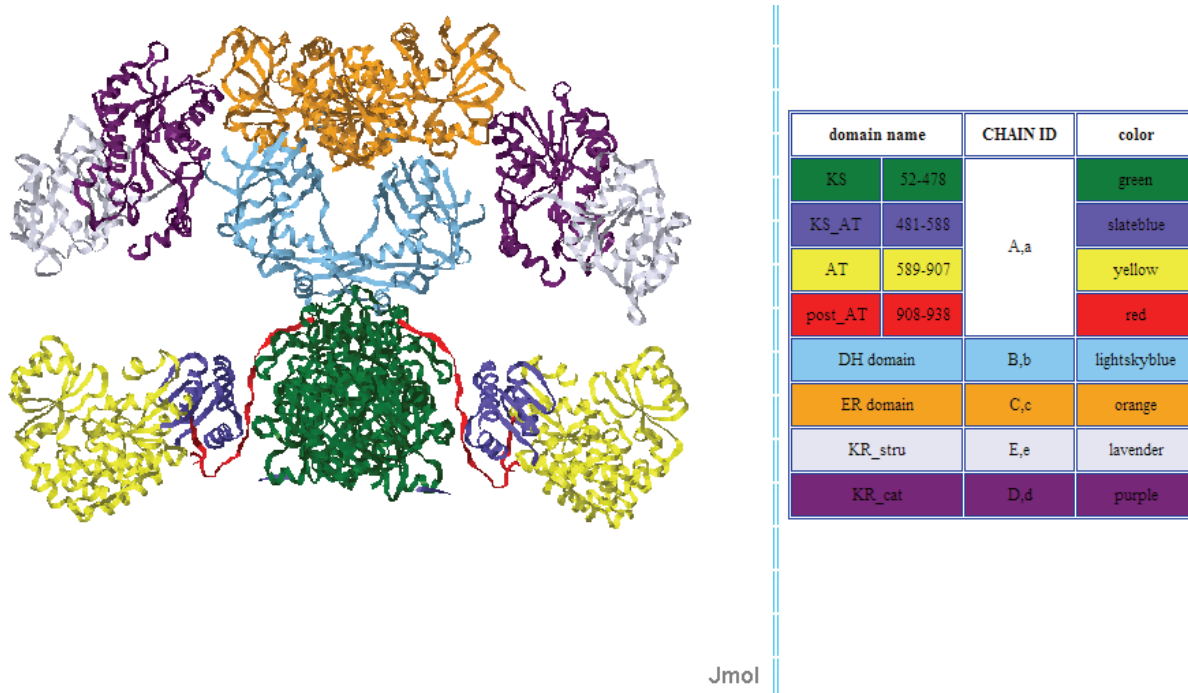 domain name CHAIN ID color
KS 52-478 A,a green
KS_AT 481-588 slateblue
AT 589-907 yellow
post_AT 908-938 red
DH domain B,b lightskyblue
ER domain C,c orange
KR_stru E,e lavender
KR_cat D,d purple
Jmol